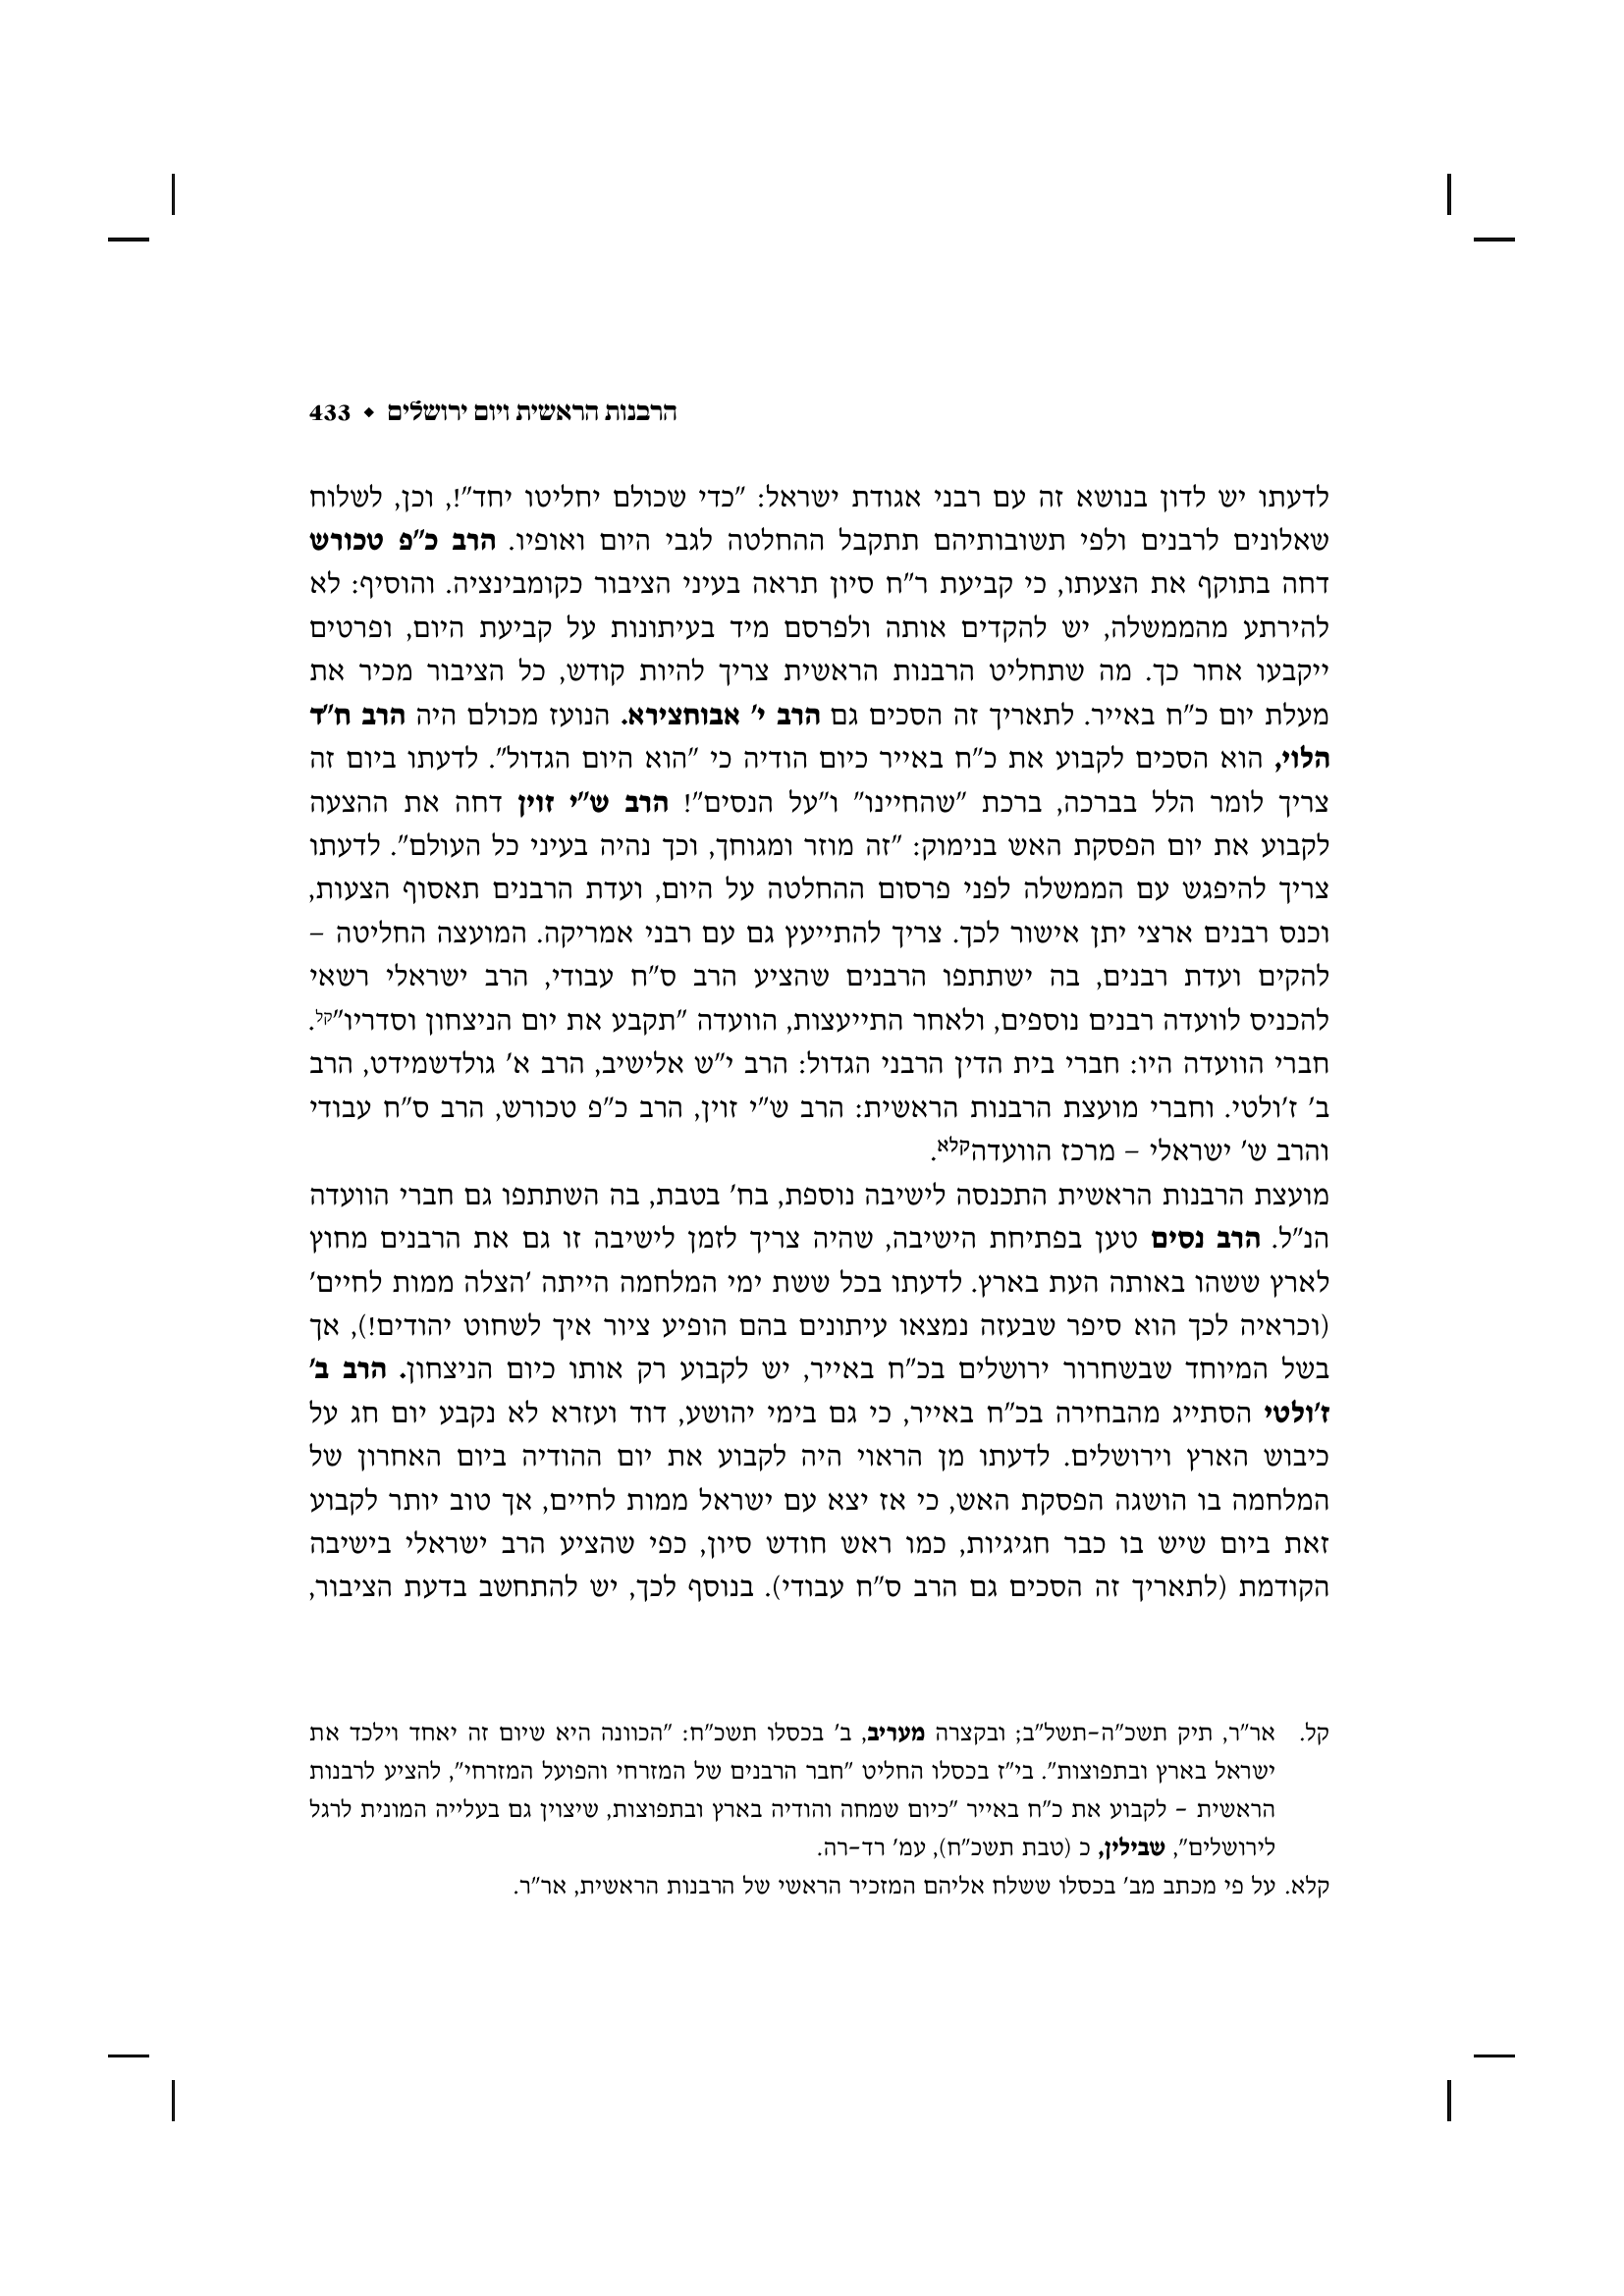 הרבנות הראשית ויום ירושלים ◆ 433
לדעתו יש לדון בנושא זה עם רבני אגודת ישראל: "כדי שכולם יחליטו יחד"!, וכן, לשלוח
שאלונים לרבנים ולפי תשובותיהם תתקבל ההחלטה לגבי היום ואופיו. הרב כ"פ טכורש
דחה בתוקף את הצעתו, כי קביעת ר"ח סיון תראה בעיני הציבור כקומבינציה. והוסיף: לא
להירתע מהממשלה, יש להקדים אותה ולפרסם מיד בעיתונות על קביעת היום, ופרטים
ייקבעו אחר כך. מה שתחליט הרבנות הראשית צריך להיות קודש, כל הציבור מכיר את
מעלת יום כ"ח באייר. לתאריך זה הסכים גם הרב י' אבוחצירא. הנועז מכולם היה הרב ח"ד
הלוי, הוא הסכים לקבוע את כ"ח באייר כיום הודיה כי "הוא היום הגדול". לדעתו ביום זה
צריך לומר הלל בברכה, ברכת "שהחיינו" ו"על הנסים"! הרב ש"י זוין דחה את ההצעה
לקבוע את יום הפסקת האש בנימוק: "זה מוזר ומגוחך, וכך נהיה בעיני כל העולם". לדעתו
צריך להיפגש עם הממשלה לפני פרסום ההחלטה על היום, ועדת הרבנים תאסוף הצעות,
וכנס רבנים ארצי יתן אישור לכך. צריך להתייעץ גם עם רבני אמריקה. המועצה החליטה –
להקים ועדת רבנים, בה ישתתפו הרבנים שהציע הרב ס"ח עבודי, הרב ישראלי רשאי
להכניס לוועדה רבנים נוספים, ולאחר התייעצות, הוועדה "תקבע את יום הניצחון וסדריו"קל.
חברי הוועדה היו: חברי בית הדין הרבני הגדול: הרב י"ש אלישיב, הרב א' גולדשמידט, הרב
ב' ז'ולטי. וחברי מועצת הרבנות הראשית: הרב ש"י זוין, הרב כ"פ טכורש, הרב ס"ח עבודי
והרב ש' ישראלי – מרכז הוועדהקלא.
מועצת הרבנות הראשית התכנסה לישיבה נוספת, בח' בטבת, בה השתתפו גם חברי הוועדה
הנ"ל. הרב נסים טען בפתיחת הישיבה, שהיה צריך לזמן לישיבה זו גם את הרבנים מחוץ
לארץ ששהו באותה העת בארץ. לדעתו בכל ששת ימי המלחמה הייתה 'הצלה ממות לחיים'
(וכראיה לכך הוא סיפר שבעזה נמצאו עיתונים בהם הופיע ציור איך לשחוט יהודים!), אך
בשל המיוחד שבשחרור ירושלים בכ"ח באייר, יש לקבוע רק אותו כיום הניצחון. הרב ב'
ז'ולטי הסתייג מהבחירה בכ"ח באייר, כי גם בימי יהושע, דוד ועזרא לא נקבע יום חג על
כיבוש הארץ וירושלים. לדעתו מן הראוי היה לקבוע את יום ההודיה ביום האחרון של
המלחמה בו הושגה הפסקת האש, כי אז יצא עם ישראל ממות לחיים, אך טוב יותר לקבוע
זאת ביום שיש בו כבר חגיגיות, כמו ראש חודש סיון, כפי שהציע הרב ישראלי בישיבה
הקודמת (לתאריך זה הסכים גם הרב ס"ח עבודי). בנוסף לכך, יש להתחשב בדעת הציבור,
קל. אר"ר, תיק תשכ"ה–תשל"ב; ובקצרה מעריב, ב' בכסלו תשכ"ח: "הכוונה היא שיום זה יאחד וילכד את
ישראל בארץ ובתפוצות". בי"ז בכסלו החליט "חבר הרבנים של המזרחי והפועל המזרחי", להציע לרבנות
הראשית – לקבוע את כ"ח באייר "כיום שמחה והודיה בארץ ובתפוצות, שיצוין גם בעלייה המונית לרגל
לירושלים", שבילין, כ (טבת תשכ"ח), עמ' רד–רה.
קלא. על פי מכתב מב' בכסלו ששלח אליהם המזכיר הראשי של הרבנות הראשית, אר"ר.